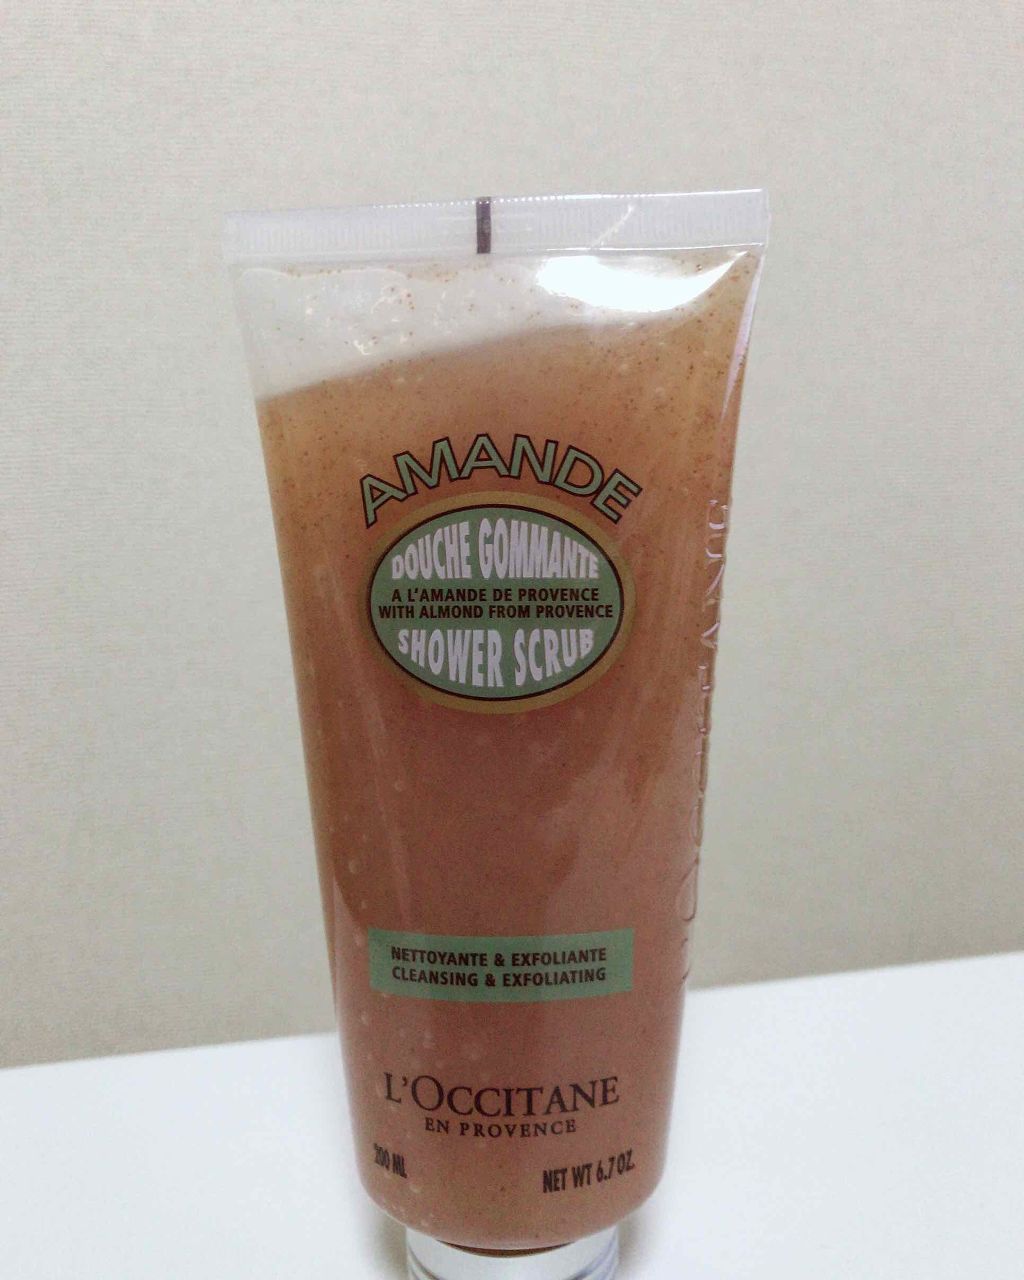 AMANDE
DOUCHE GOMMANTE
A L'AMANDE DE PROVENCE
WITH ALMOND FROM PROVENCE
SHOWER SCRUB
NETTOYANTE & EXFOLIANTE
CLEANSING & EXFOLIATING
L'OCCITANE
EN PROVENCE
200 ML
NET WT 6.7 OZ.
L'OCCITANE